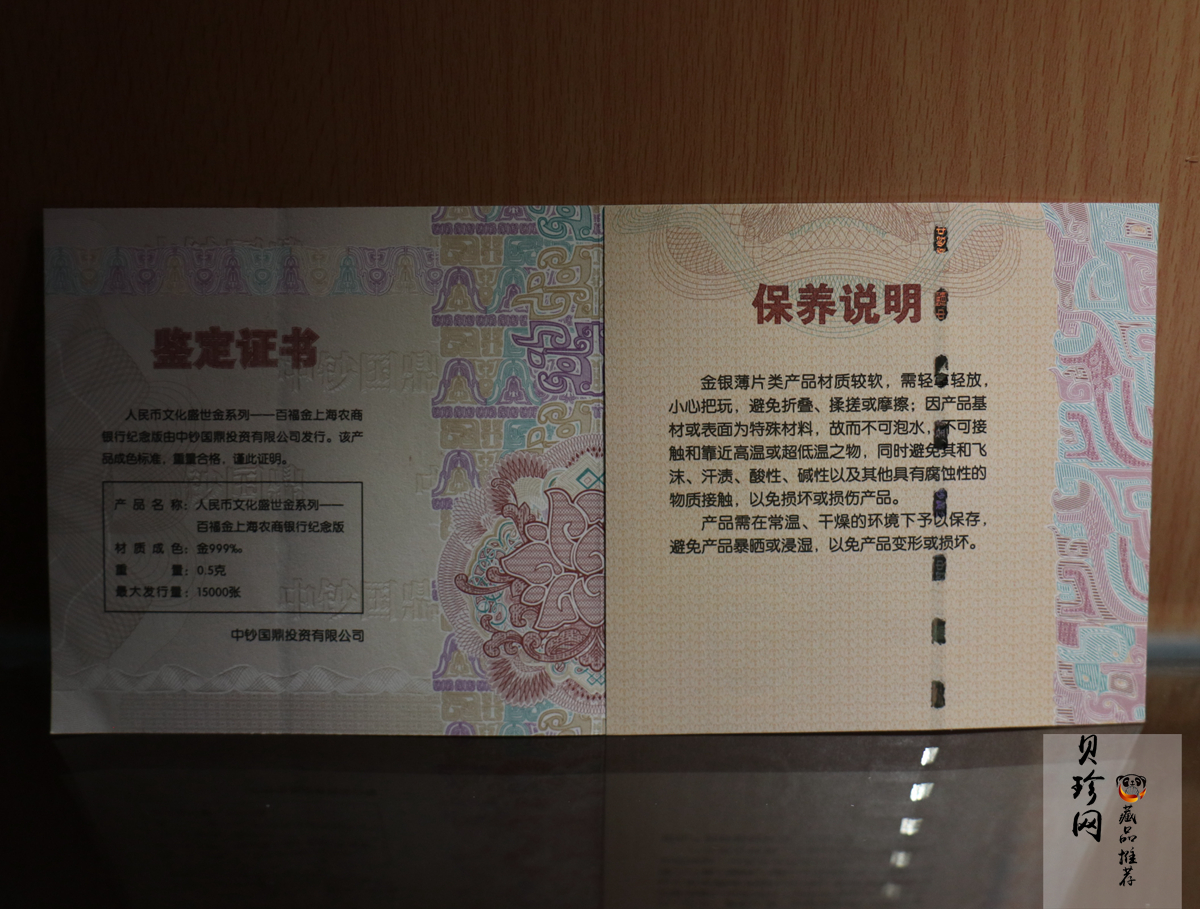 鉴定证书
人民币文化盛世金系列——百福金上海农商
银行纪念版由中钞国鼎投资有限公司发行。该产
品成色标准，重量合格，谨此证明。
产品名称：人民币文化盛世金系列——
百福金上海农商银行纪念版
材质成色：金999‰
重量：0.5克
最大发行量：15000张
中钞国鼎投资有限公司
中钞国鼎
中钞国鼎
保养说明
金银薄片类产品材质较软，需轻拿轻放，
小心把玩，避免折叠、揉搓或摩擦；因产品基
材或表面为特殊材料，故而不可泡水，不可接
触和靠近高温或超低温之物，同时避免其和飞
沫、汗渍、酸性、碱性以及其他具有腐蚀性的
物质接触，以免损坏或损伤产品。
产品需在常温、干燥的环境下予以保存，
避免产品暴晒或浸湿，以免产品变形或损坏。
贝珍网
藏品推荐